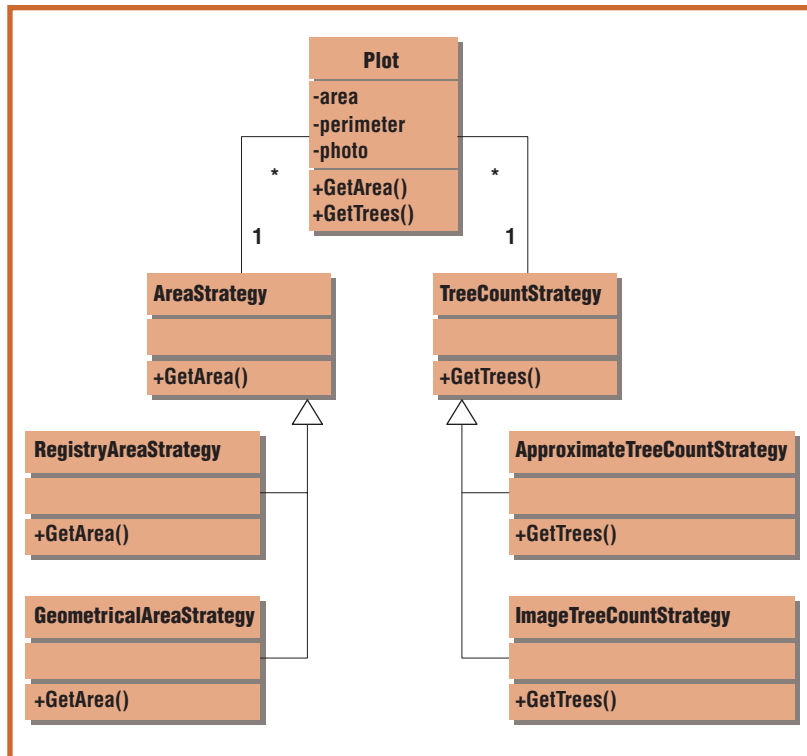 Plot
-area
-perimeter
-photo
+GetArea()
+GetTrees()
*
*
1
1
AreaStrategy
+GetArea()
TreeCountStrategy
+GetTrees()
RegistryAreaStrategy
+GetArea()
ApproximateTreeCountStrategy
+GetTrees()
GeometricalAreaStrategy
+GetArea()
ImageTreeCountStrategy
+GetTrees()